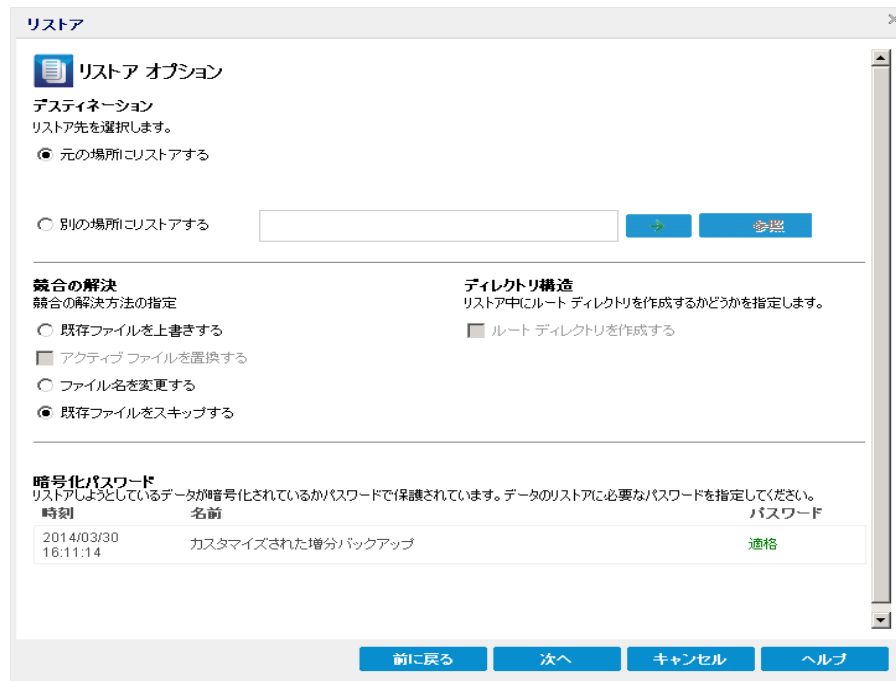 リストア
リストア オプション
デスティネーション
リストア先を選択します。
元の場所にリストアする
別の場所にリストアする
参照
競合の解決
競合の解決方法の指定
既存ファイルを上書きする
アクティブ ファイルを置換する
ファイル名を変更する
既存ファイルをスキップする
ディレクトリ構造
リストア中にルート ディレクトリを作成するかどうかを指定します。
ルート ディレクトリを作成する
暗号化パスワード
リストアしようとしているデータが暗号化されているかパスワードで保護されています。データのリストアに必要なパスワードを指定してください。
時刻 名前 パスワード
2014/03/30
16:11:14
カスタマイズされた増分バックアップ
適格
前に戻る 次へ キャンセル ヘルプ